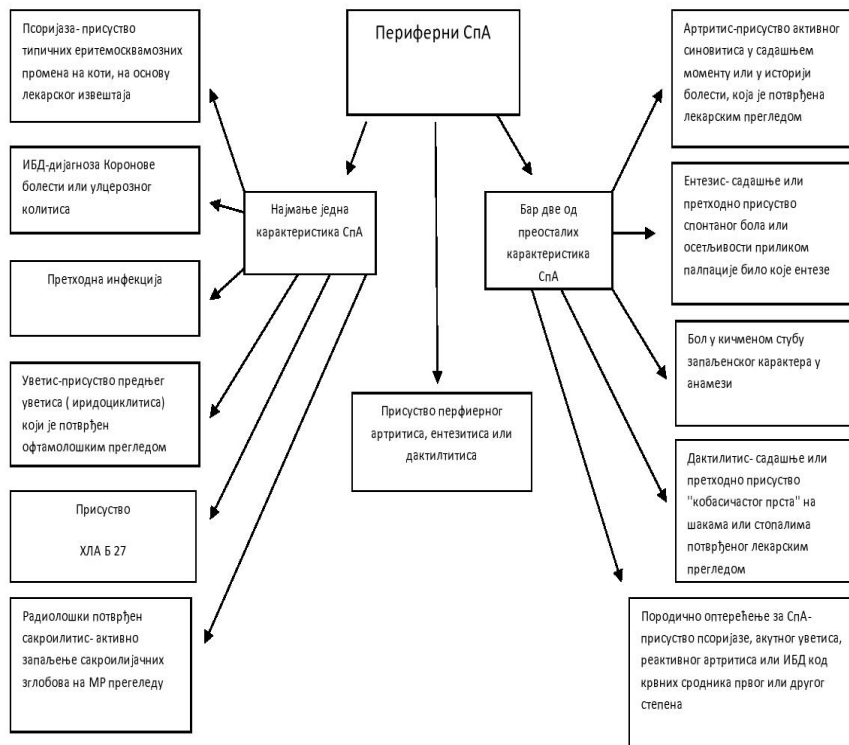 Периферни СпА
Псоријаза- присуство
типичних еритемосквамозних
промена на коти, на основу
лекарског извештаја
ИБД-дијагноза Коронове
болести или улцерозног
колитиса
Претходна инфекција
Уветис-присуство предњег
уветиса ( иридоциклитиса)
који је потврђен
офтамолошким прегледом
Присуство
ХЛА Б 27
Радиолошки потврђен
сакроилитис- активно
запаљење сакроилијачних
зглобова на МР прегеледу
Најмање једна
карактеристика СпА
Присуство перфиерног
артритиса, ентезитиса или
дактилтитиса
Бар две од
преосталих
карактеристика
СпА
Артритис-присуство активног
синовитиса у садашњем
моменту или у историји
болести, која је потврђена
лекарским прегледом
Ентезис- садашње или
претходно присуство
спонтаног бола или
осетљивости приликом
палпације било које ентезе
Бол у кичменом стубу
запаљенског карактера у
анамези
Дактилитис- садашње или
претходно присуство
"кобасичастог прста" на
шакама или стопалима
потврђеног лекарским
прегледом
Породично оптерећење за СпА-
присуство псоријазе, акутног уветиса,
реактивног артритиса или ИБД код
крвних сродника првог или другог
степена